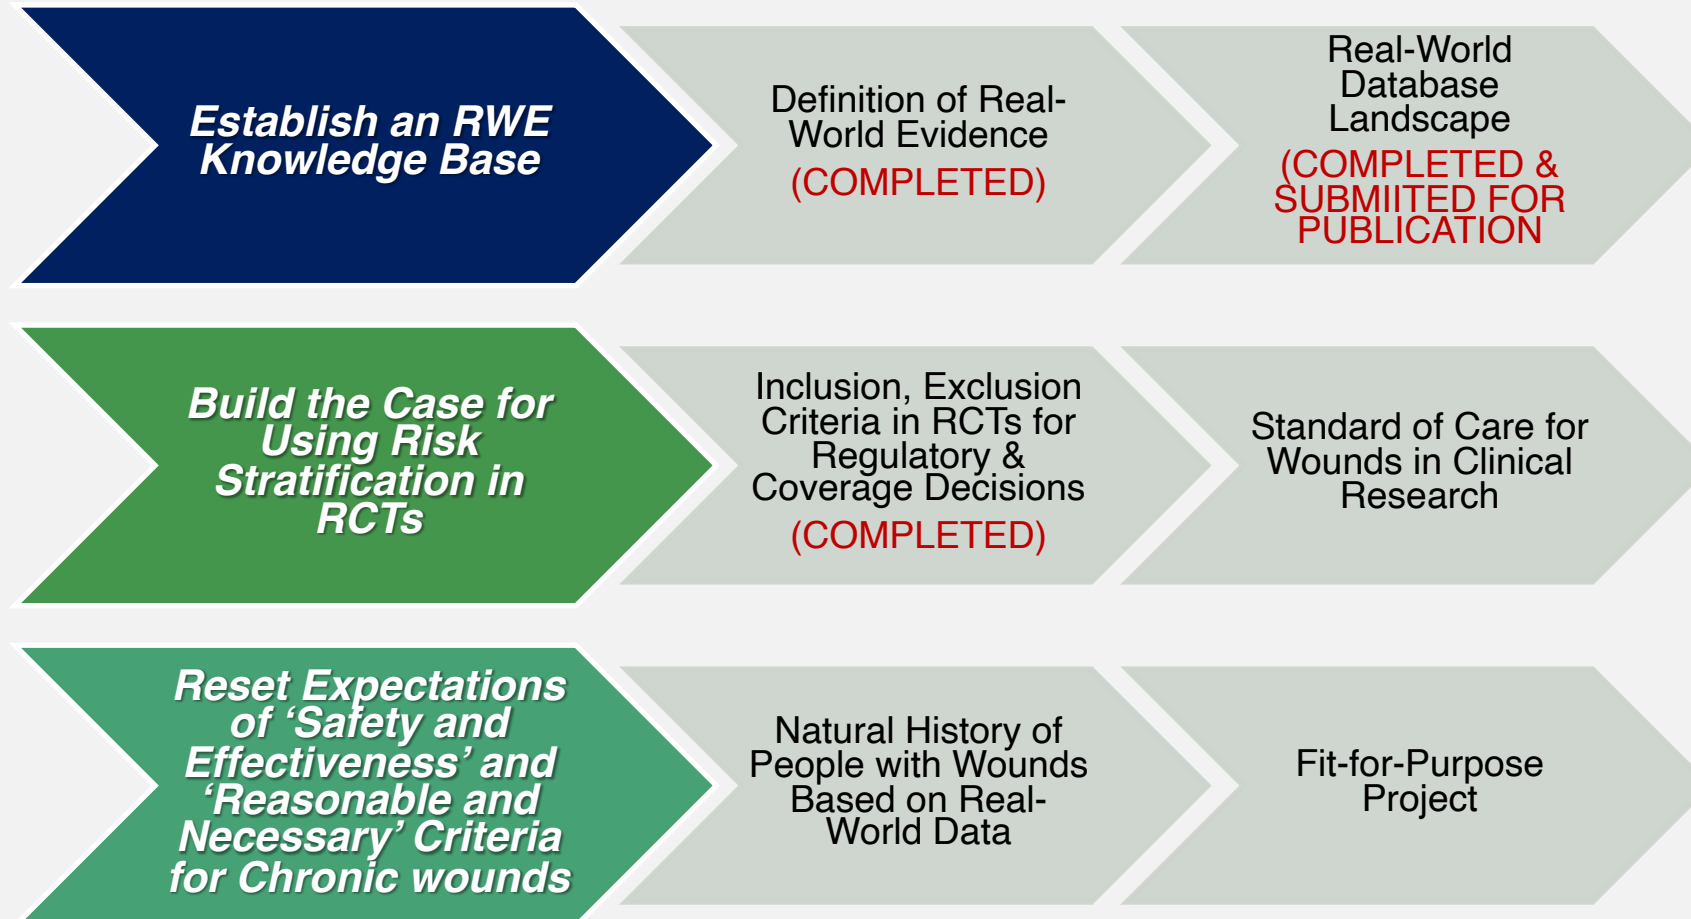 Establish an RWE
Knowledge Base
Definition of Real-
World Evidence
(COMPLETED)
Real-World
Database
Landscape
(COMPLETED &
SUBMIITED FOR
PUBLICATION
Build the Case for
Using Risk
Stratification in
RCTs
Inclusion, Exclusion
Criteria in RCTs for
Regulatory &
Coverage Decisions
(COMPLETED)
Standard of Care for
Wounds in Clinical
Research
Reset Expectations
of ‘Safety and
Effectiveness’ and
‘Reasonable and
Necessary’ Criteria
for Chronic wounds
Natural History of
People with Wounds
Based on Real-
World Data
Fit-for-Purpose
Project